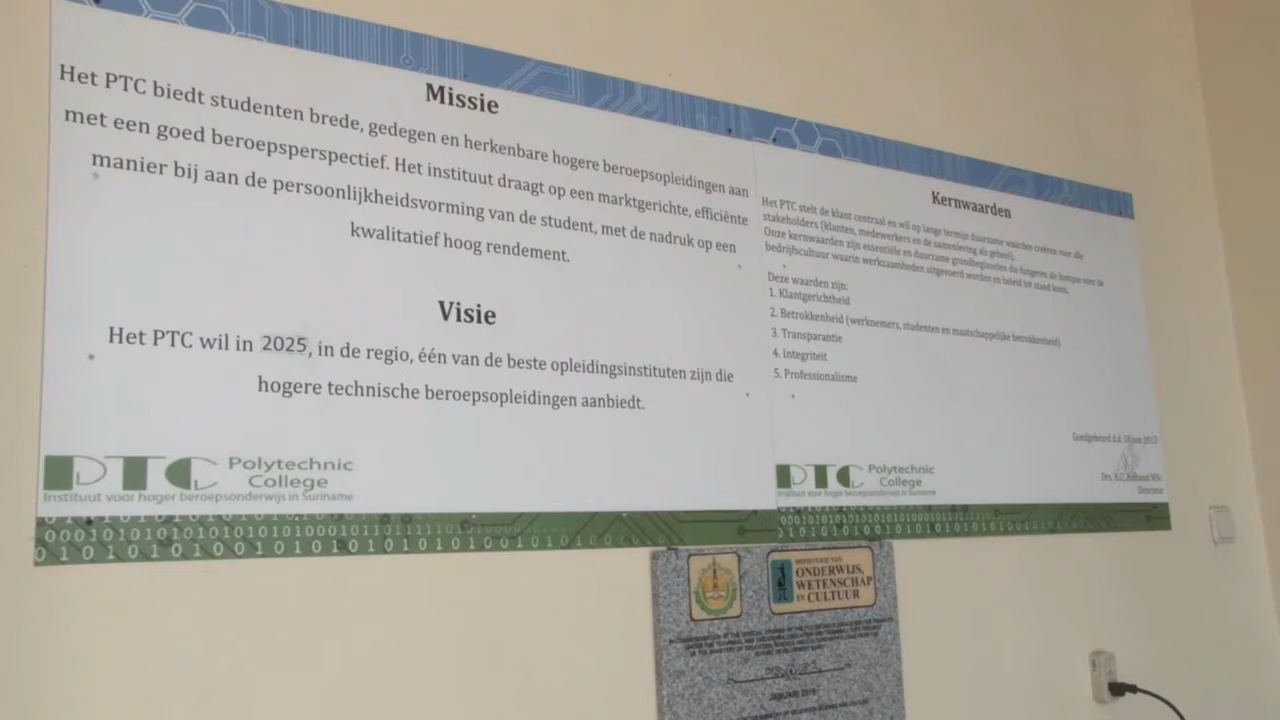 Missie
Het PTC biedt studenten brede, gedegen en herkenbare hogere beroepsopleidingen aan
met een goed beroepsperspectief. Het instituut draagt op een marktgerichte, efficiënte
manier bij aan de persoonlijkheidsvorming van de student, met de nadruk op een
kwalitatief hoog rendement.
Visie
Het PTC wil in 2025, in de regio, één van de beste opleidingsinstituten zijn die
hogere technische beroepsopleidingen aanbiedt.
PTC Polytechnic
College
Instituut voor hoger beroepsonderwijs in Suriname
Kernwaarden
Het PTC stelt de klant centraal en wil op lange termijn duurzame waarden creëren voor alle
stakeholders (klanten, medewerkers en de samenleving als geheel).
Onze kernwaarden zijn essentiële en duurzame grondbeginselen die fungeren als kompas voor de
bedrijfscultuur waarin werkzaamheden uitgevoerd worden en beleid tot stand komt.
Deze waarden zijn:
1. Klantgerichtheid
2. Betrokkenheid (werknemers, studenten en maatschappelijke betrokkenheid)
3. Transparantie
4. Integriteit
5. Professionalisme
Goedgekeurd d.d. 18
Drs.
MSc
Directeur
PTC Polytechnic
College
Instituut voor hoger beroepsonderwijs in Suriname
MINISTERIE VAN
ONDERWIJS,
WETENSCHAP
EN CULTUUR
JANUARI